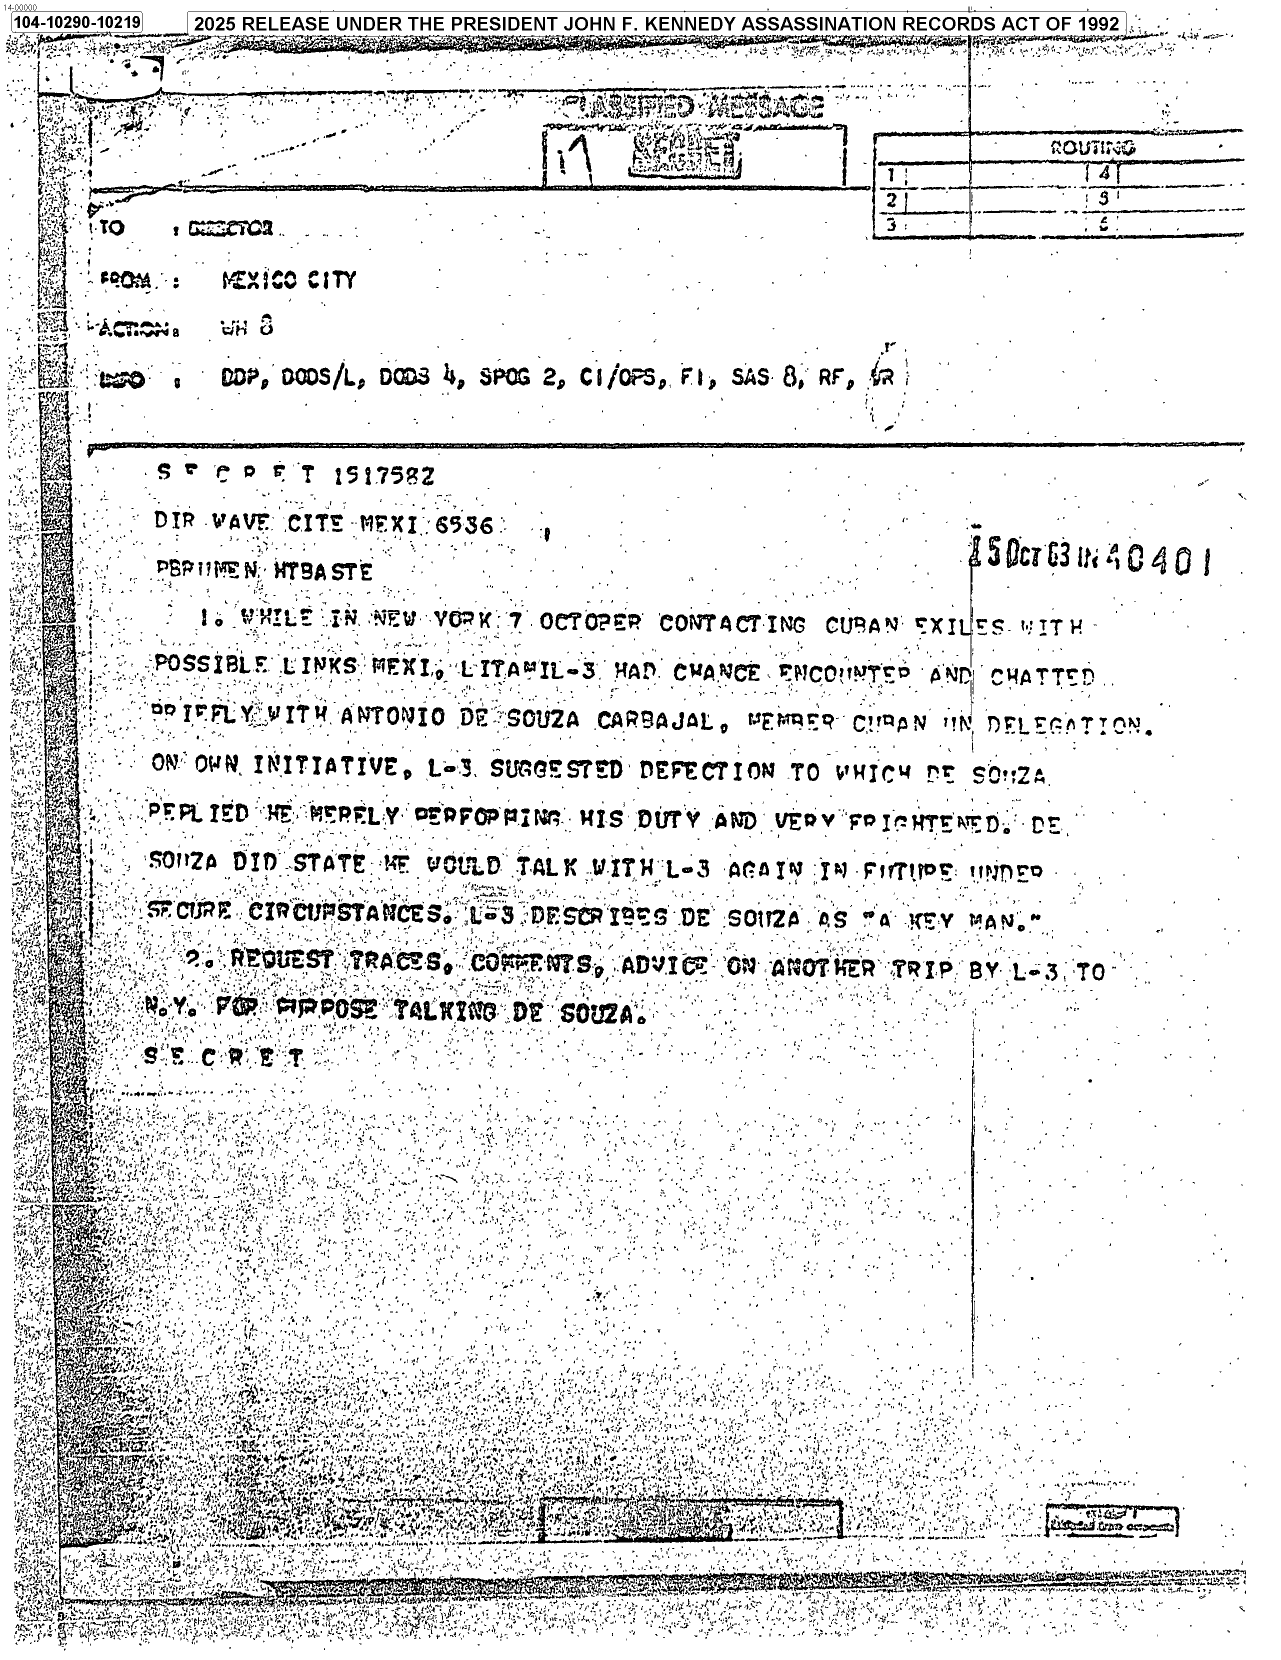 14-00000
104-10290-10219
2025 RELEASE UNDER THE PRESIDENT JOHN F. KENNEDY ASSASSINATION RECORDS ACT OF 1992
CLASSIFIED MESSAGE
SECRET
ROUTING
1 4
2 5
3 6
TO : DIRECTOR
FROM : MEXICO CITY
ACTION: WH 8
INFO : DDP, DODS/L, DODS 4, SPOG 2, CI/OPS, FI, SAS 8, RF, VR
S E C R E T 151758Z
DIR WAVE CITE MEXI 6536
15 OCT 63 IN 40401
PBRUMEN HTBASTE
1. WHILE IN NEW YORK 7 OCTOBER CONTACTING CUBAN EXILES WITH
POSSIBLE LINKS MEXI, LITAMIL-3 HAD CHANCE ENCOUNTER AND CHATTED
BRIEFLY WITH ANTONIO DE SOUZA CARBAJAL, MEMBER CUBAN UN DELEGATION.
ON OWN INITIATIVE, L-3 SUGGESTED DEFECTION TO WHICH DE SOUZA
REPLIED HE MERELY PERFORMING HIS DUTY AND VERY FRIGHTENED. DE
SOUZA DID STATE HE WOULD TALK WITH L-3 AGAIN IN FUTURE UNDER
SECURE CIRCUMSTANCES. L-3 DESCRIBES DE SOUZA AS "A KEY MAN."
2. REQUEST TRACES, COMMENTS, ADVICE ON ANOTHER TRIP BY L-3 TO
N.Y. FOR PURPOSE TALKING DE SOUZA.
S E C R E T